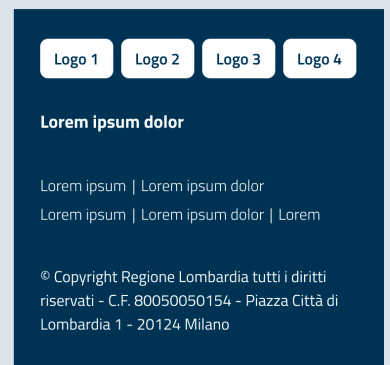 Logo 1 Logo 2 Logo 3 Logo 4
Lorem ipsum dolor
Lorem ipsum | Lorem ipsum dolor
Lorem ipsum | Lorem ipsum dolor | Lorem
© Copyright Regione Lombardia tutti i diritti
riservati - C.F. 80050050154 - Piazza Città di
Lombardia 1 - 20124 Milano